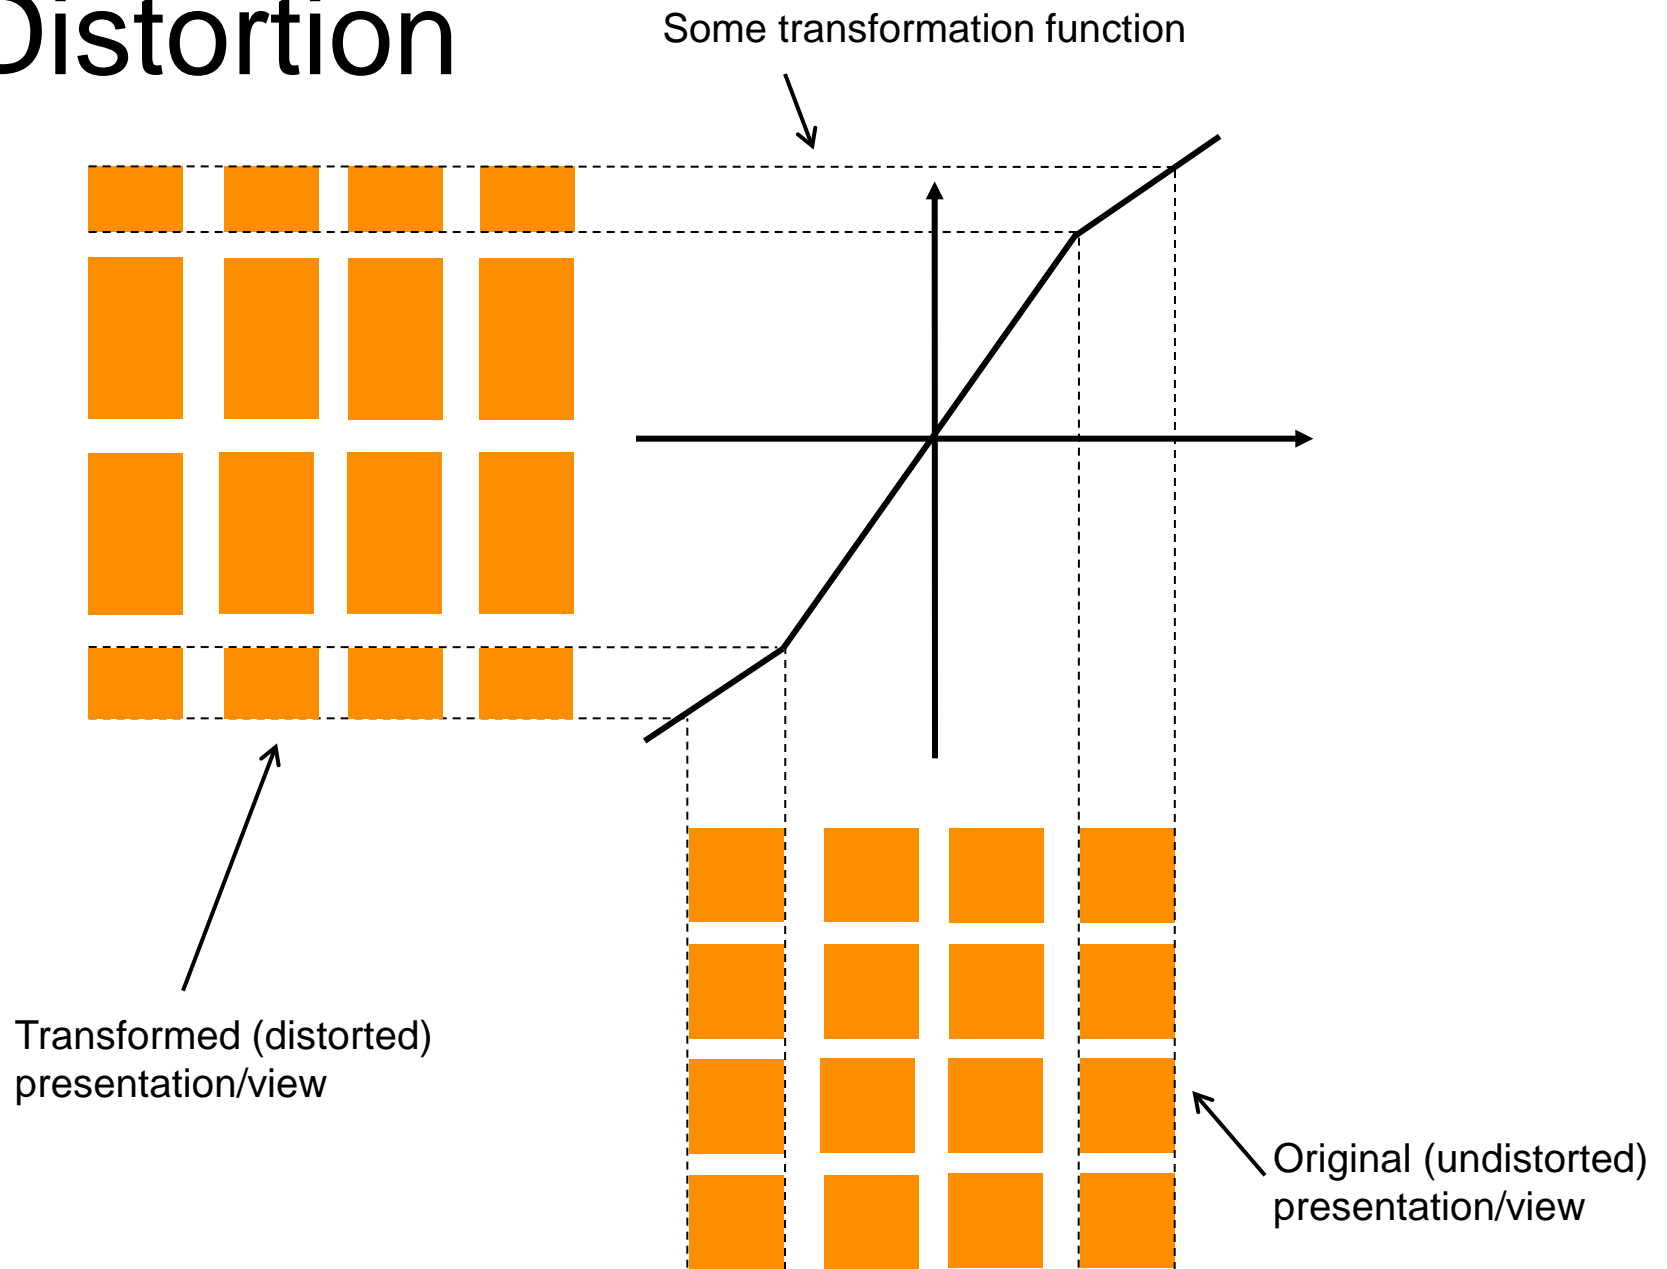 Distortion
Some transformation function
Transformed (distorted)
presentation/view
Original (undistorted)
presentation/view